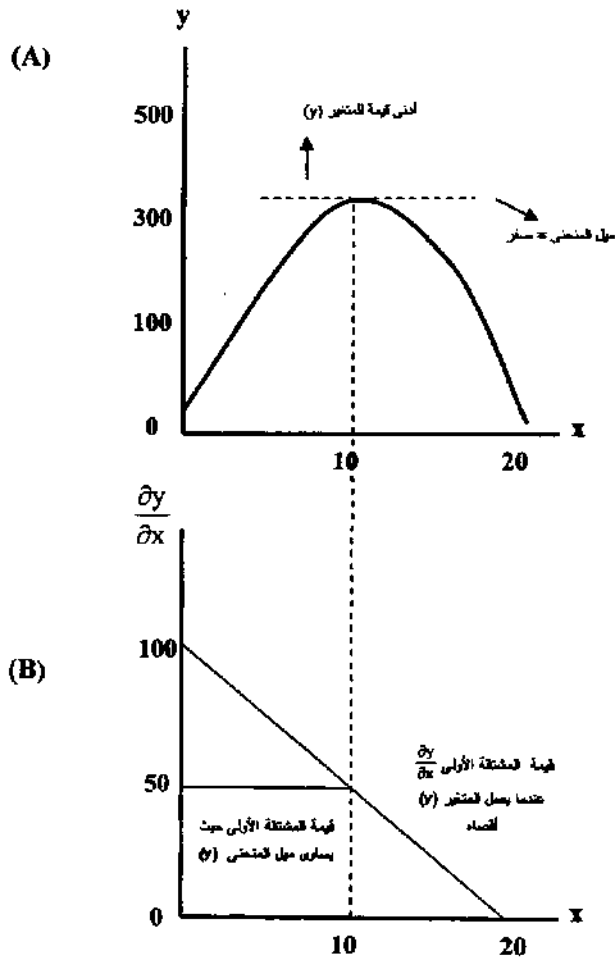 y
(A)
500
أدنى قيمة للمتغير (y)
300
ميل المنحنى = صفر
100
0
x
10
20
∂y
∂x
100
(B)
50
قيمة المشتقة الأولى ∂y/∂x
عندما يصل المتغير (y)
أقصاه
قيمة المشتقة الأولى حيث
يساوى ميل المنحنى (y)
0
x
10
20